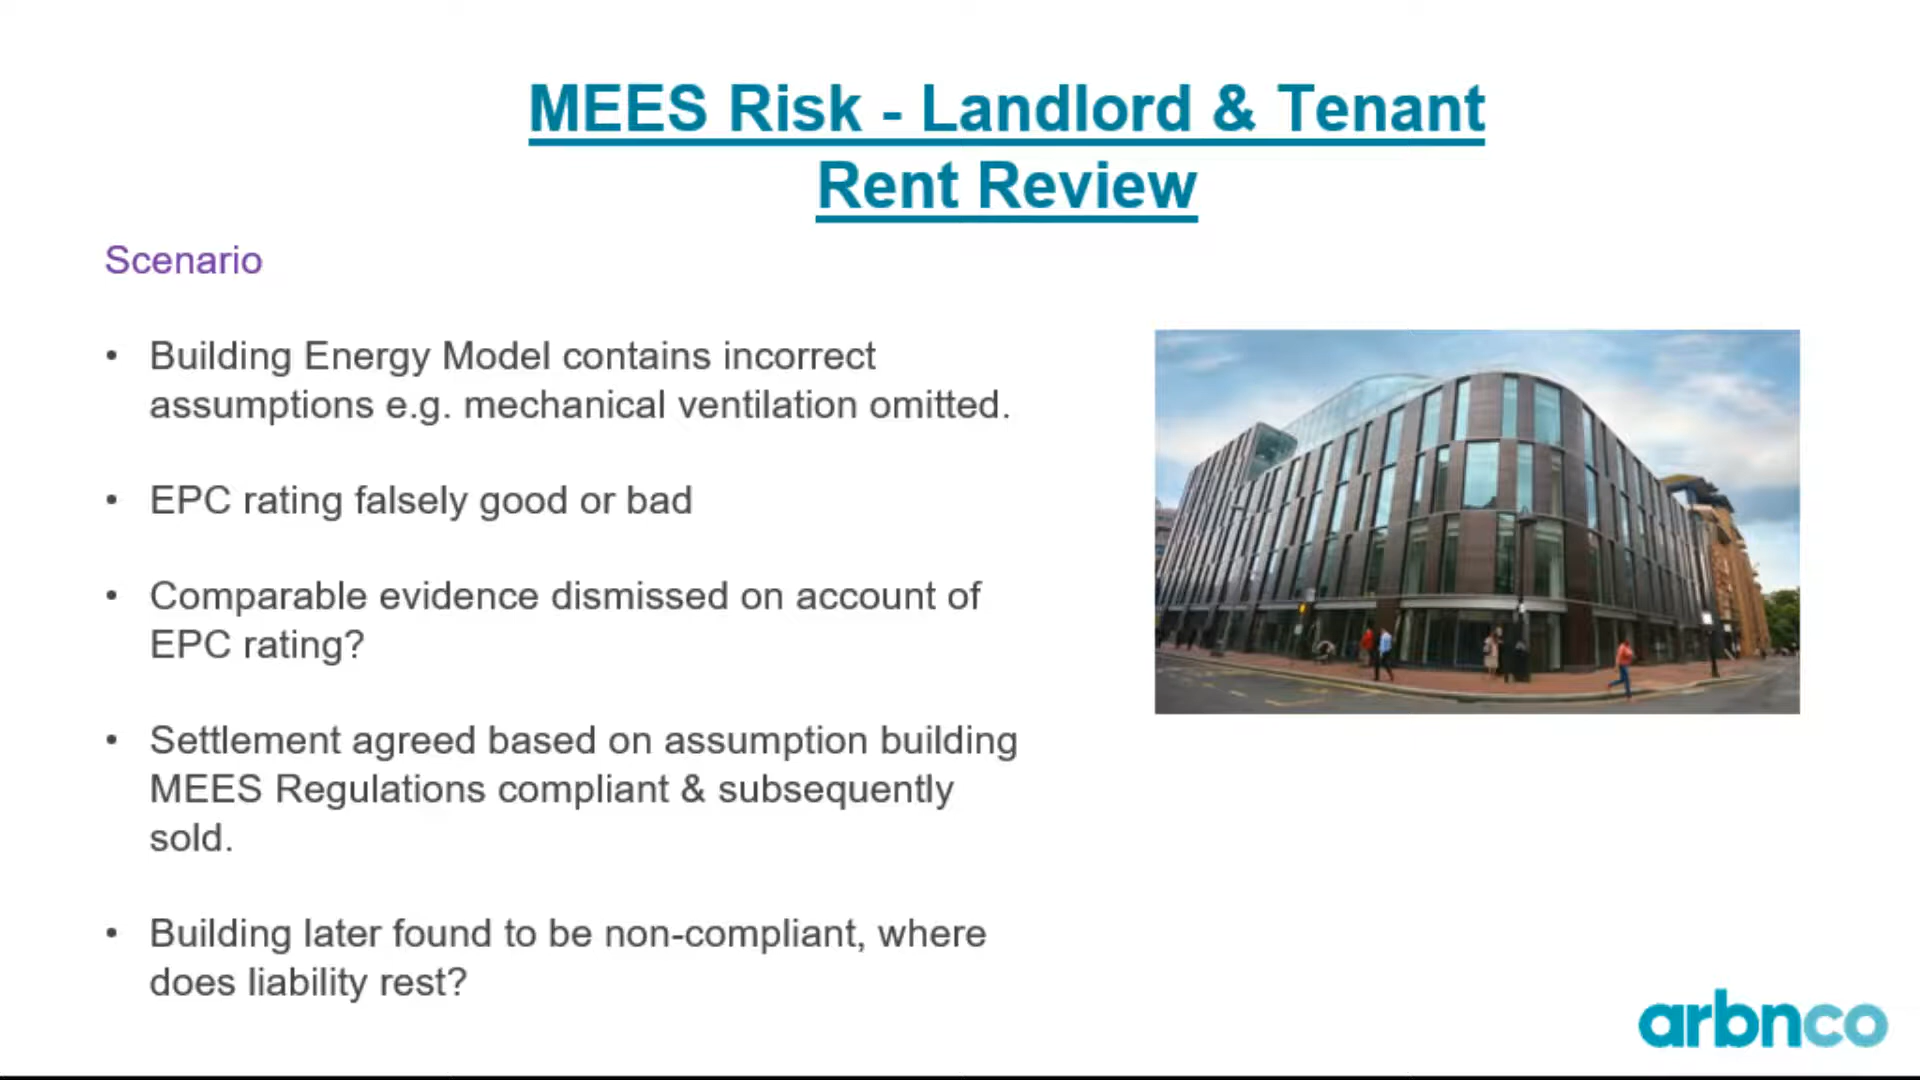 MEES Risk - Landlord & Tenant
Rent Review
Scenario
• Building Energy Model contains incorrect
assumptions e.g. mechanical ventilation omitted.
• EPC rating falsely good or bad
• Comparable evidence dismissed on account of
EPC rating?
• Settlement agreed based on assumption building
MEES Regulations compliant & subsequently
sold.
• Building later found to be non-compliant, where
does liability rest?
arbnco